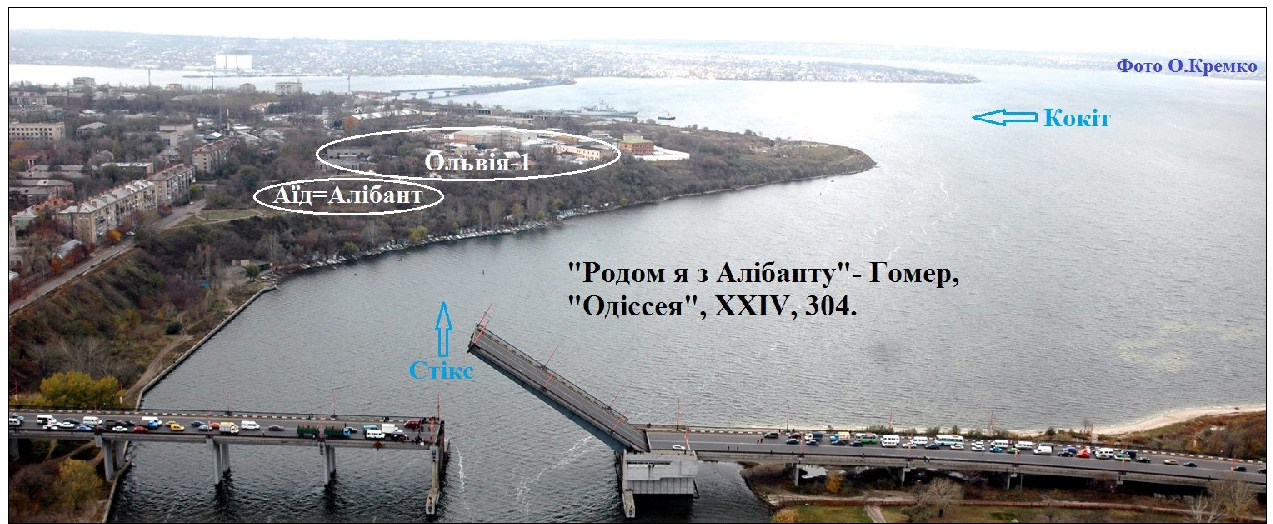 Фото О.Кремко
Кокіт
Ольвія-1
Аїд=Алібант
"Родом я з Алібанту"- Гомер,
"Одіссея", XXIV, 304.
Стікс